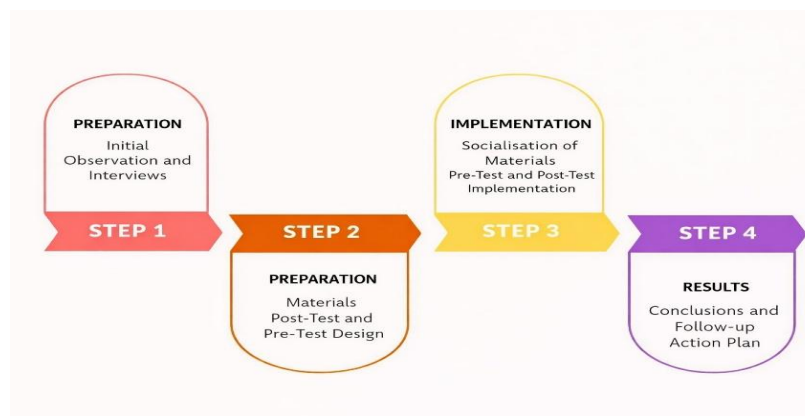 PREPARATION
Initial
Observation and
Interviews
STEP 1
STEP 2
PREPARATION
Materials
Post-Test and
Pre-Test Design
IMPLEMENTATION
Socialisation of
Materials
Pre-Test and Post-Test
Implementation
STEP 3
STEP 4
RESULTS
Conclusions and
Follow-up
Action Plan